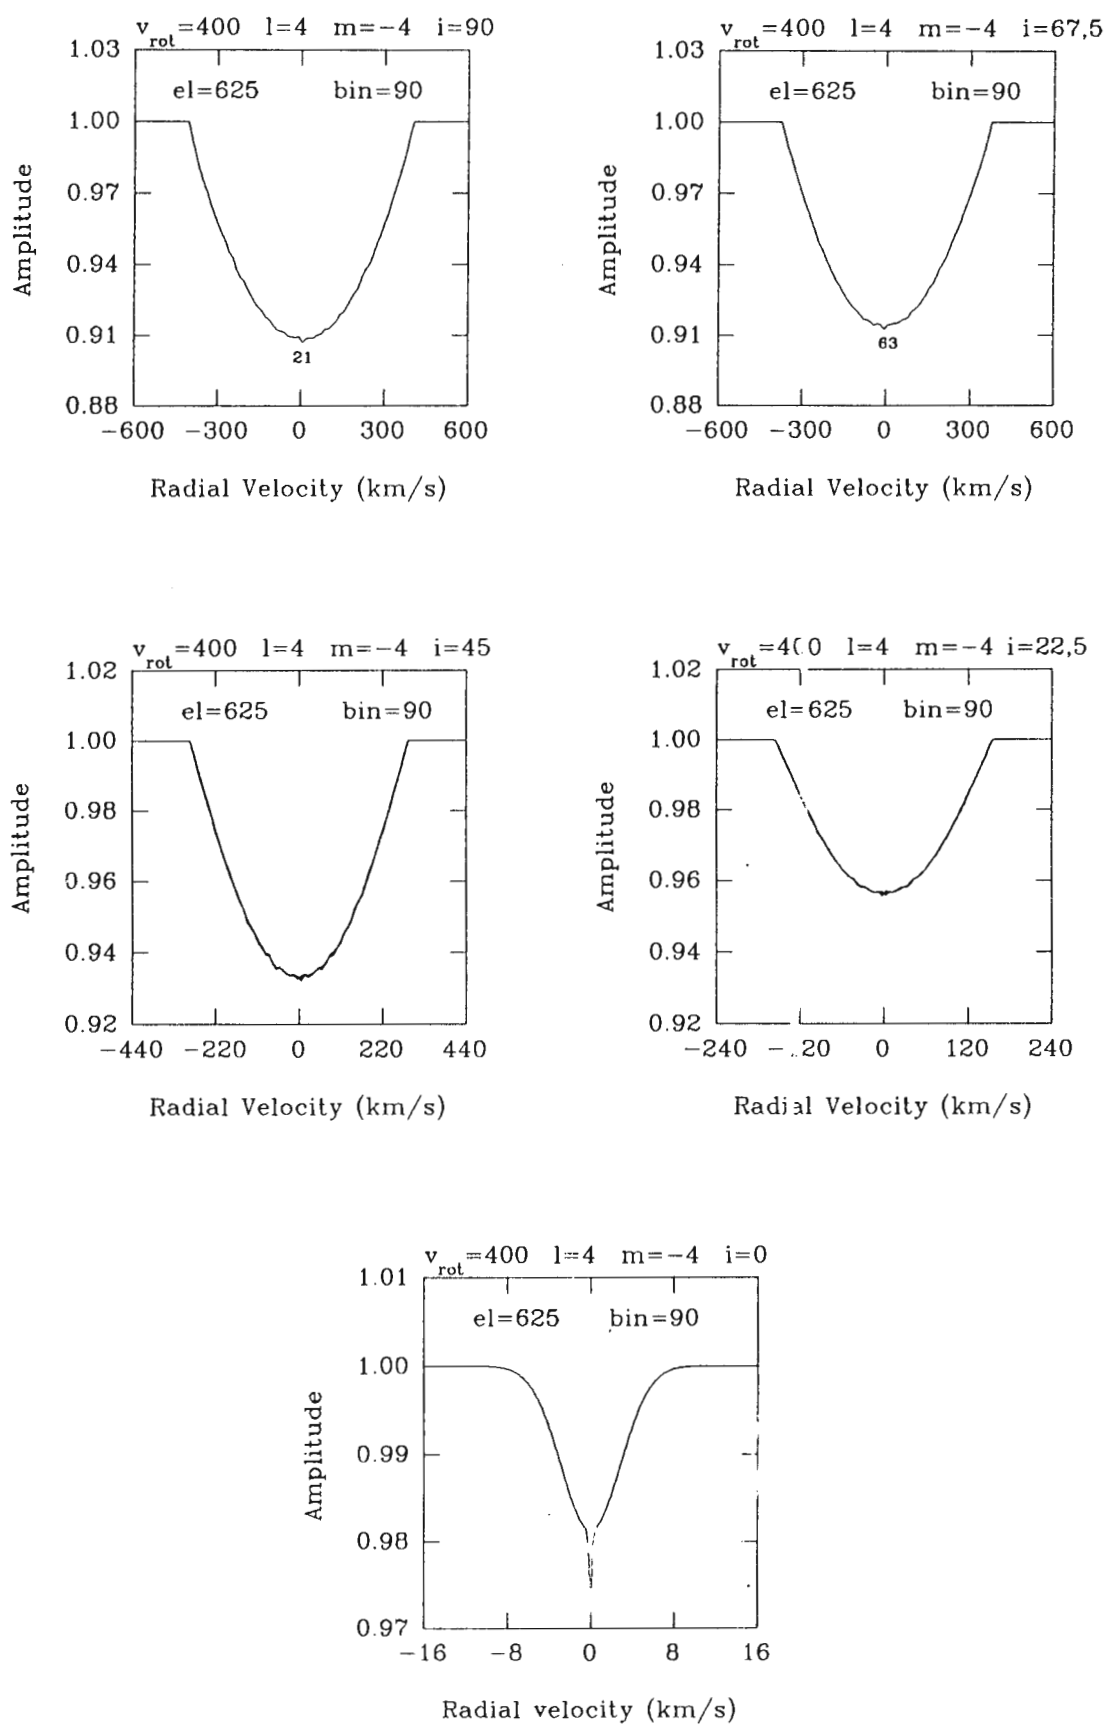 v_rot=400 l=4 m=-4 i=90
1.03
el=625 bin=90
1.00
0.97
0.94
0.91
0.88
21
-600 -300 0 300 600
Amplitude
Radial Velocity (km/s)
v_rot=400 l=4 m=-4 i=67,5
1.03
el=625 bin=90
1.00
0.97
0.94
0.91
0.88
63
-600 -300 0 300 600
Amplitude
Radial Velocity (km/s)
v_rot=400 l=4 m=-4 i=45
1.02
el=625 bin=90
1.00
0.98
0.96
0.94
0.92
-440 -220 0 220 440
Amplitude
Radial Velocity (km/s)
v_rot=400 l=4 m=-4 i=22,5
1.02
el=625 bin=90
1.00
0.98
0.96
0.94
0.92
-240 -120 0 120 240
Amplitude
Radial Velocity (km/s)
v_rot=400 l=4 m=-4 i=0
1.01
el=625 bin=90
1.00
0.99
0.98
0.97
-16 -8 0 8 16
Amplitude
Radial velocity (km/s)